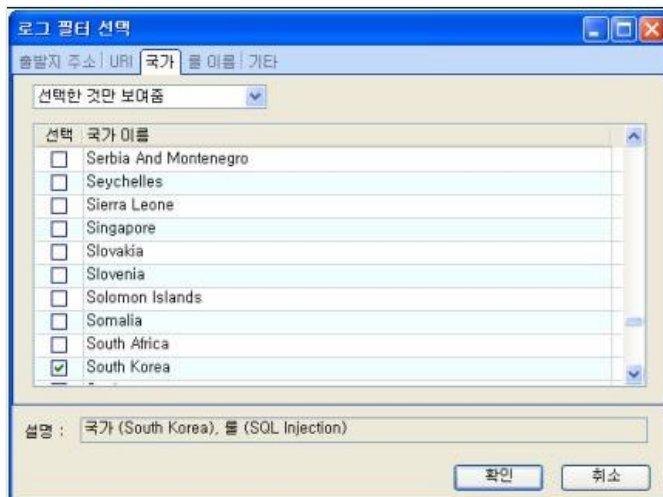 로그 필터 선택
출발지 주소 URI 국가 룰 이름 기타
선택한 것만 보여줌
선택 국가 이름
Serbia And Montenegro
Seychelles
Sierra Leone
Singapore
Slovakia
Slovenia
Solomon Islands
Somalia
South Africa
South Korea
설명 : 국가 (South Korea), 룰 (SQL Injection)
확인 취소